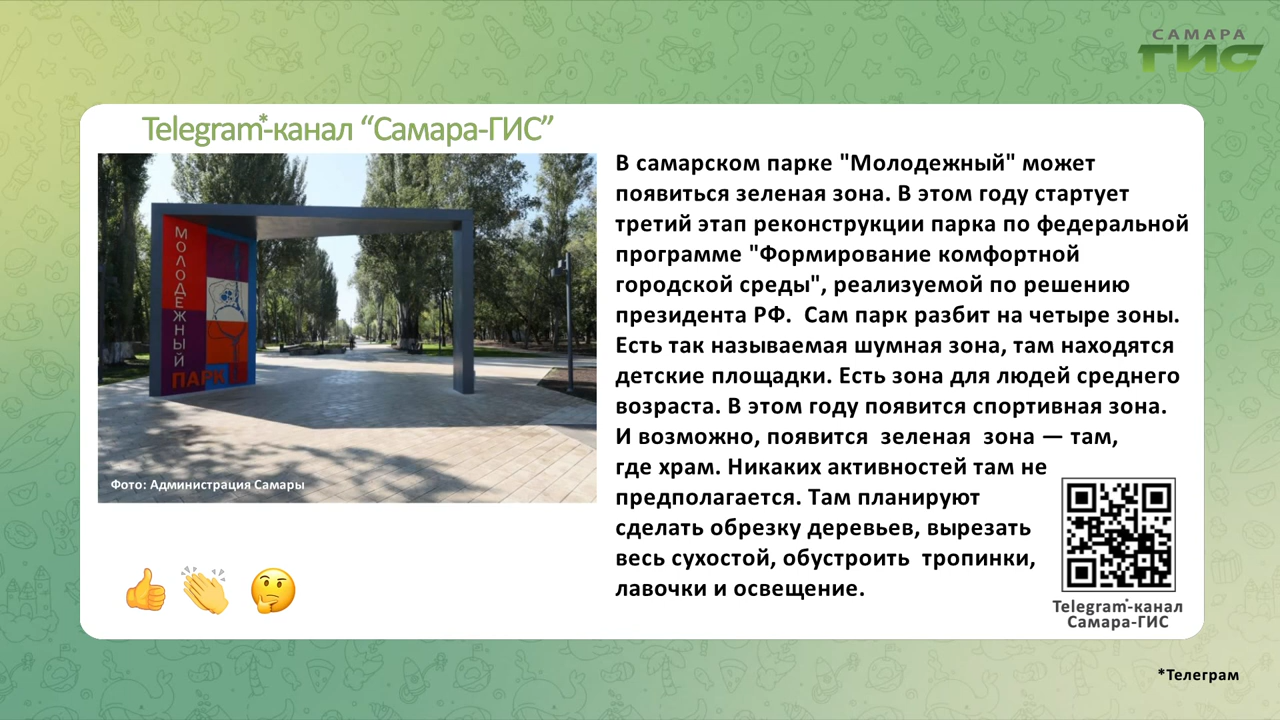 САМАРА
ГИС
Telegram*-канал “Самара-ГИС”
МОЛОДЕЖНЫЙ
ПАРК
Фото: Администрация Самары
В самарском парке "Молодежный" может
появиться зеленая зона. В этом году стартует
третий этап реконструкции парка по федеральной
программе "Формирование комфортной
городской среды", реализуемой по решению
президента РФ.  Сам парк разбит на четыре зоны.
Есть так называемая шумная зона, там находятся
детские площадки. Есть зона для людей среднего
возраста. В этом году появится спортивная зона.
И возможно, появится  зеленая  зона — там,
где храм. Никаких активностей там не
предполагается. Там планируют
сделать обрезку деревьев, вырезать
весь сухостой, обустроить  тропинки,
лавочки и освещение.
Telegram*-канал
Самара-ГИС
*Телеграм